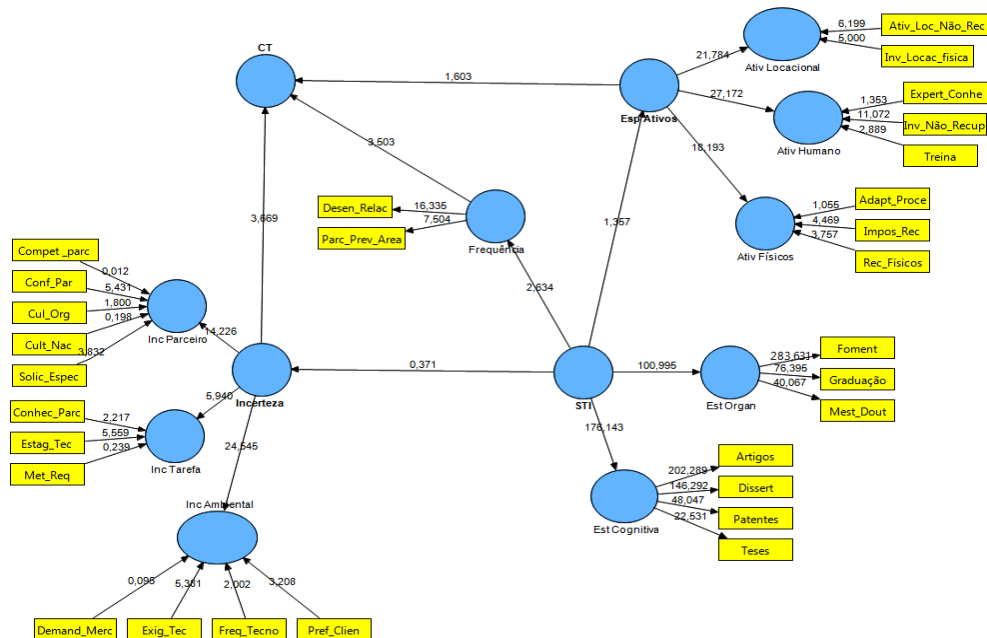 CT
Ativ_Loc_Não_Rec
6,199
5,000
Inv_Locac_fisica
Ativ Locacional
21,784
1,603
Esp Ativos
27,172
Expert_Conhe
1,353
11,072
Inv_Não_Recup
2,889
Treina
Ativ Humano
18,193
3,503
Adapt_Proce
1,055
4,469
Impos_Rec
3,757
Rec_Fisicos
Ativ Físicos
Desen_Relac
16,335
7,504
Parc_Prev_Area
Frequência
1,357
3,669
2,634
Compet_parc
0,012
Conf_Par
5,431
Cul_Org
1,800
0,198
Cult_Nac
3,832
Solic_Espec
Inc Parceiro
14,226
Incerteza
0,371
STI
100,995
Est Organ
283,631
Foment
76,395
Graduação
40,067
Mest_Dout
5,940
Conhec_Parc
2,217
Estag_Tec
5,559
0,239
Met_Req
Inc Tarefa
24,545
176,143
Artigos
202,289
146,292
Dissert
48,047
Patentes
22,531
Teses
Est Cognitiva
Inc Ambiental
0,095
5,381
2,002
3,208
Demand_Merc
Exig_Tec
Freq_Tecno
Pref_Clien